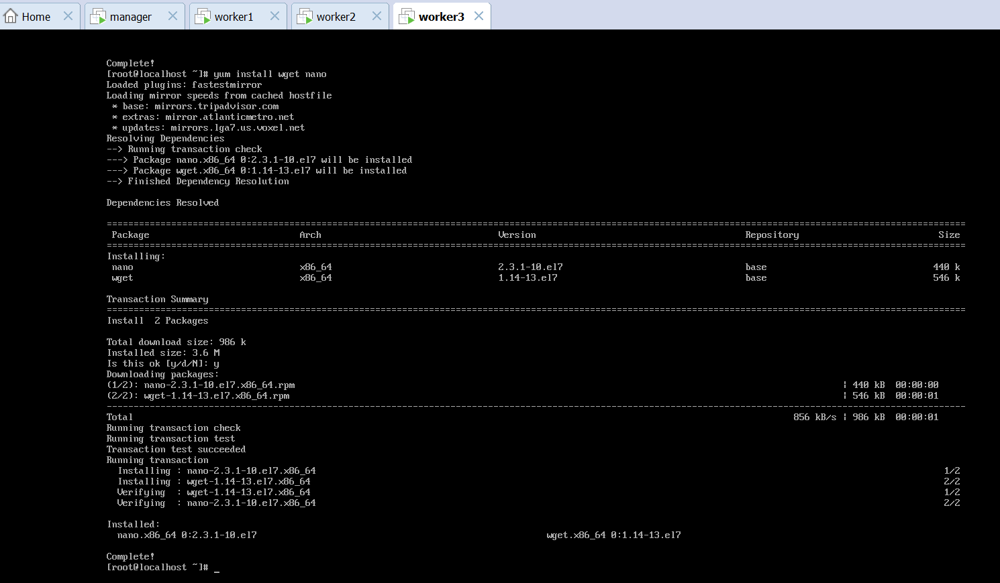 Home manager worker1 worker2 worker3
Complete!
[root@localhost ~]# yum install wget nano
Loaded plugins: fastestmirror
Loading mirror speeds from cached hostfile
* base: mirrors.tripadvisor.com
* extras: mirror.atlanticmetro.net
* updates: mirrors.lga7.us.voxel.net
Resolving Dependencies
--> Running transaction check
---> Package nano.x86_64 0:2.3.1-10.el7 will be installed
---> Package wget.x86_64 0:1.14-13.el7 will be installed
--> Finished Dependency Resolution
Dependencies Resolved
================================================================================
Package Arch Version Repository Size
================================================================================
Installing:
nano x86_64 2.3.1-10.el7 base 440 k
wget x86_64 1.14-13.el7 base 546 k
Transaction Summary
================================================================================
Install  2 Packages
Total download size: 986 k
Installed size: 3.6 M
Is this ok [y/d/N]: y
Downloading packages:
(1/2): nano-2.3.1-10.el7.x86_64.rpm | 440 kB  00:00:00
(2/2): wget-1.14-13.el7.x86_64.rpm | 546 kB  00:00:01
--------------------------------------------------------------------------------
Total 856 kB/s | 986 kB  00:00:01
Running transaction check
Running transaction test
Transaction test succeeded
Running transaction
Installing : nano-2.3.1-10.el7.x86_64 1/2
Installing : wget-1.14-13.el7.x86_64 2/2
Verifying  : wget-1.14-13.el7.x86_64 1/2
Verifying  : nano-2.3.1-10.el7.x86_64 2/2
Installed:
nano.x86_64 0:2.3.1-10.el7 wget.x86_64 0:1.14-13.el7
Complete!
[root@localhost ~]# _